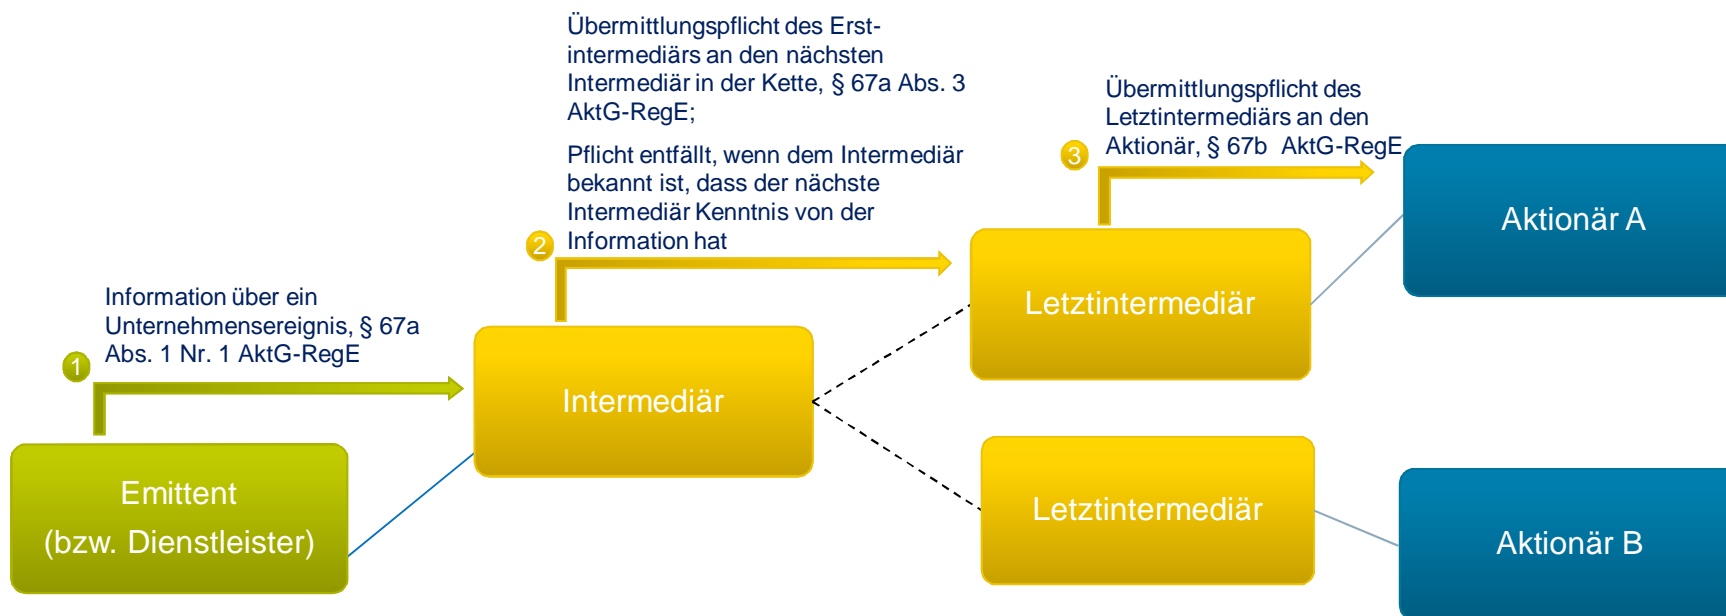 Übermittlungspflicht des Erst-
intermediärs an den nächsten
Intermediär in der Kette, § 67a Abs. 3
AktG-RegE;
Pflicht entfällt, wenn dem Intermediär
bekannt ist, dass der nächste
Intermediär Kenntnis von der
Information hat
2
Übermittlungspflicht des
Letztintermediärs an den
Aktionär, § 67b AktG-RegE
3
Information über ein
Unternehmensereignis, § 67a
Abs. 1 Nr. 1 AktG-RegE
1
Emittent
(bzw. Dienstleister)
Intermediär
Letztintermediär
Aktionär A
Letztintermediär
Aktionär B